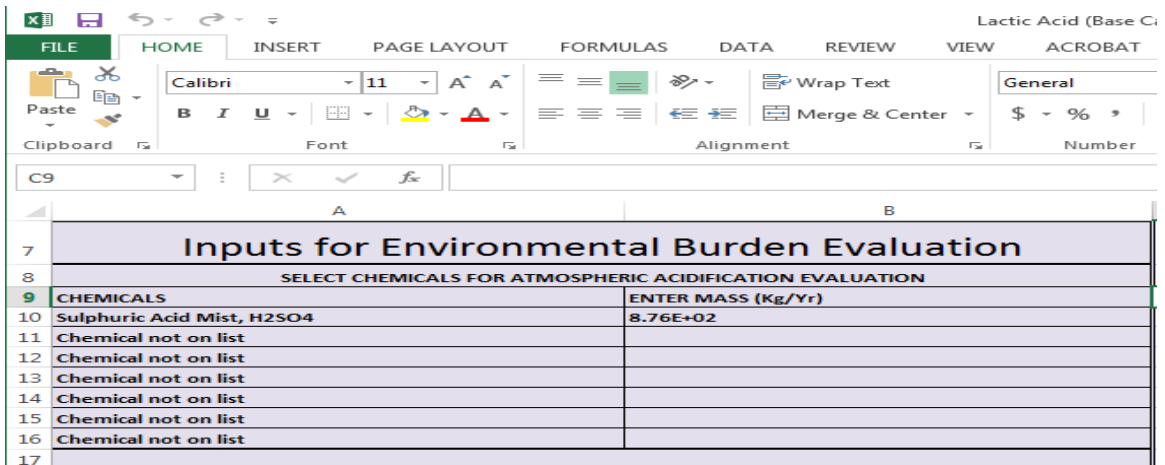 Lactic Acid (Base Ca
FILE HOME INSERT PAGE LAYOUT FORMULAS DATA REVIEW VIEW ACROBAT
Calibri 11 A A Wrap Text General
Paste B I U A Merge & Center $ %
Clipboard Font Alignment Number
C9 fx
A B
7 Inputs for Environmental Burden Evaluation
8 SELECT CHEMICALS FOR ATMOSPHERIC ACIDIFICATION EVALUATION
9 CHEMICALS ENTER MASS (Kg/Yr)
10 Sulphuric Acid Mist, H2SO4 8.76E+02
11 Chemical not on list
12 Chemical not on list
13 Chemical not on list
14 Chemical not on list
15 Chemical not on list
16 Chemical not on list
17